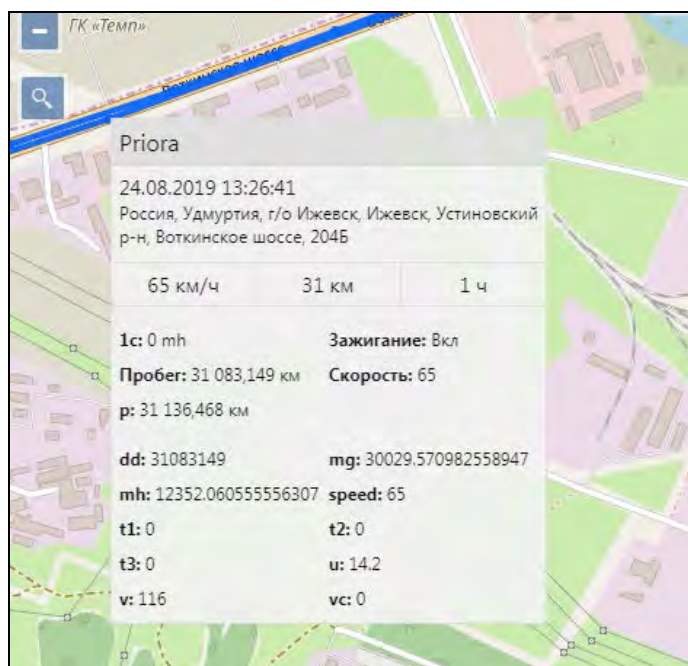 ГК «Темп»
Воткинское шоссе
Priora
24.08.2019 13:26:41
Россия, Удмуртия, г/о Ижевск, Ижевск, Устиновский
р-н, Воткинское шоссе, 204Б
65 км/ч 31 км 1 ч
1с: 0 mh Зажигание: Вкл
Пробег: 31 083,149 км Скорость: 65
p: 31 136,468 км
dd: 31083149 mg: 30029.570982558947
mh: 12352.060555556307 speed: 65
t1: 0 t2: 0
t3: 0 u: 14.2
v: 116 vc: 0